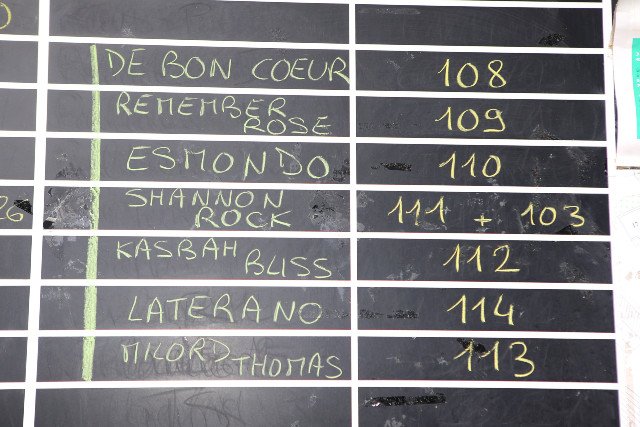 DE BON COEUR 108
REMEMBER
ROSE 109
ESMONDO 110
SHANNON
ROCK 111 + 103
26
KASBAH
BLISS 112
LATERANO 114
MILORD THOMAS 113